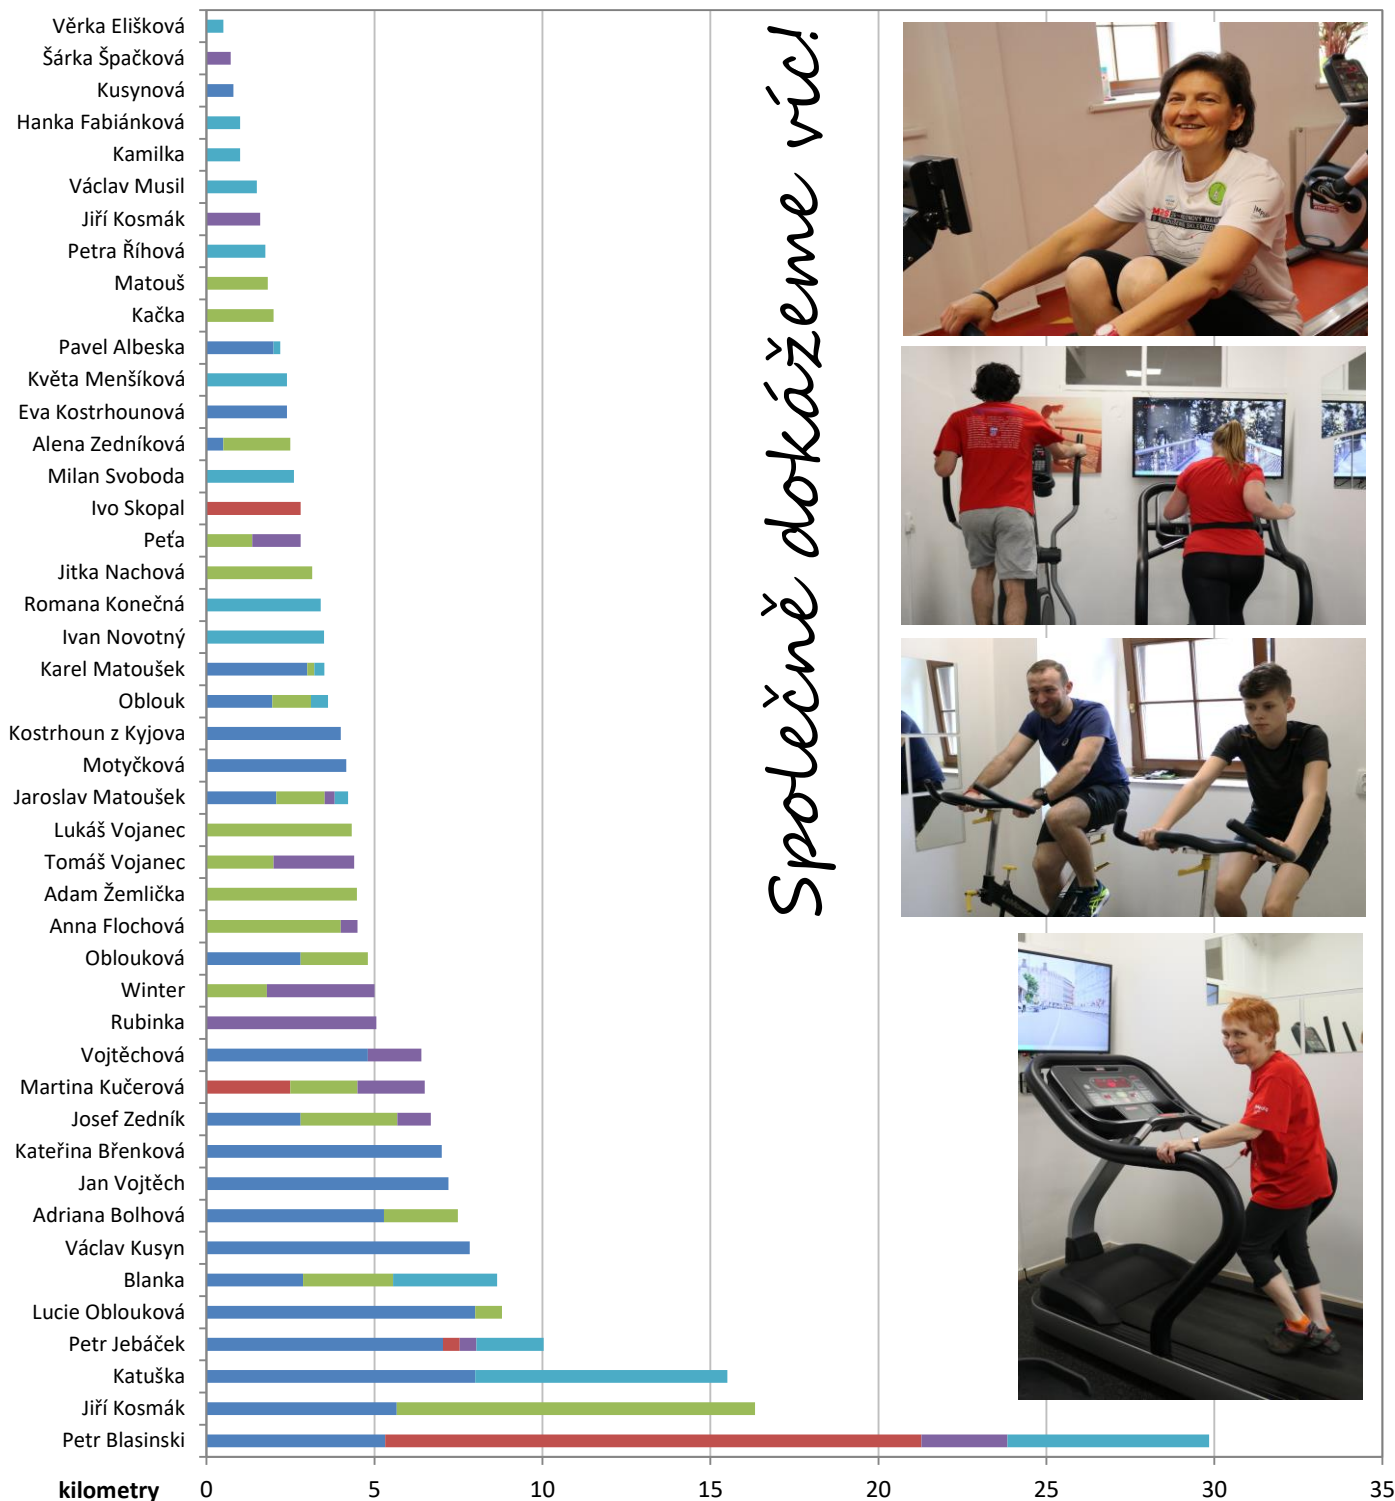 Věrka Elišková
Šárka Špačková
Kusynová
Hanka Fabiánková
Kamilka
Václav Musil
Jiří Kosmák
Petra Říhová
Matouš
Kačka
Pavel Albeska
Květa Menšíková
Eva Kostrhounová
Alena Zedníková
Milan Svoboda
Ivo Skopal
Peťa
Jitka Nachová
Romana Konečná
Ivan Novotný
Karel Matoušek
Oblouk
Kostrhoun z Kyjova
Motyčková
Jaroslav Matoušek
Lukáš Vojanec
Tomáš Vojanec
Adam Žemlička
Anna Flochová
Oblouková
Winter
Rubinka
Vojtěchová
Martina Kučerová
Josef Zedník
Kateřina Břenková
Jan Vojtěch
Adriana Bolhová
Václav Kusyn
Blanka
Lucie Oblouková
Petr Jebáček
Katuška
Jiří Kosmák
Petr Blasinski
kilometry 0 5 10 15 20 25 30 35
Společně dokážeme víc!